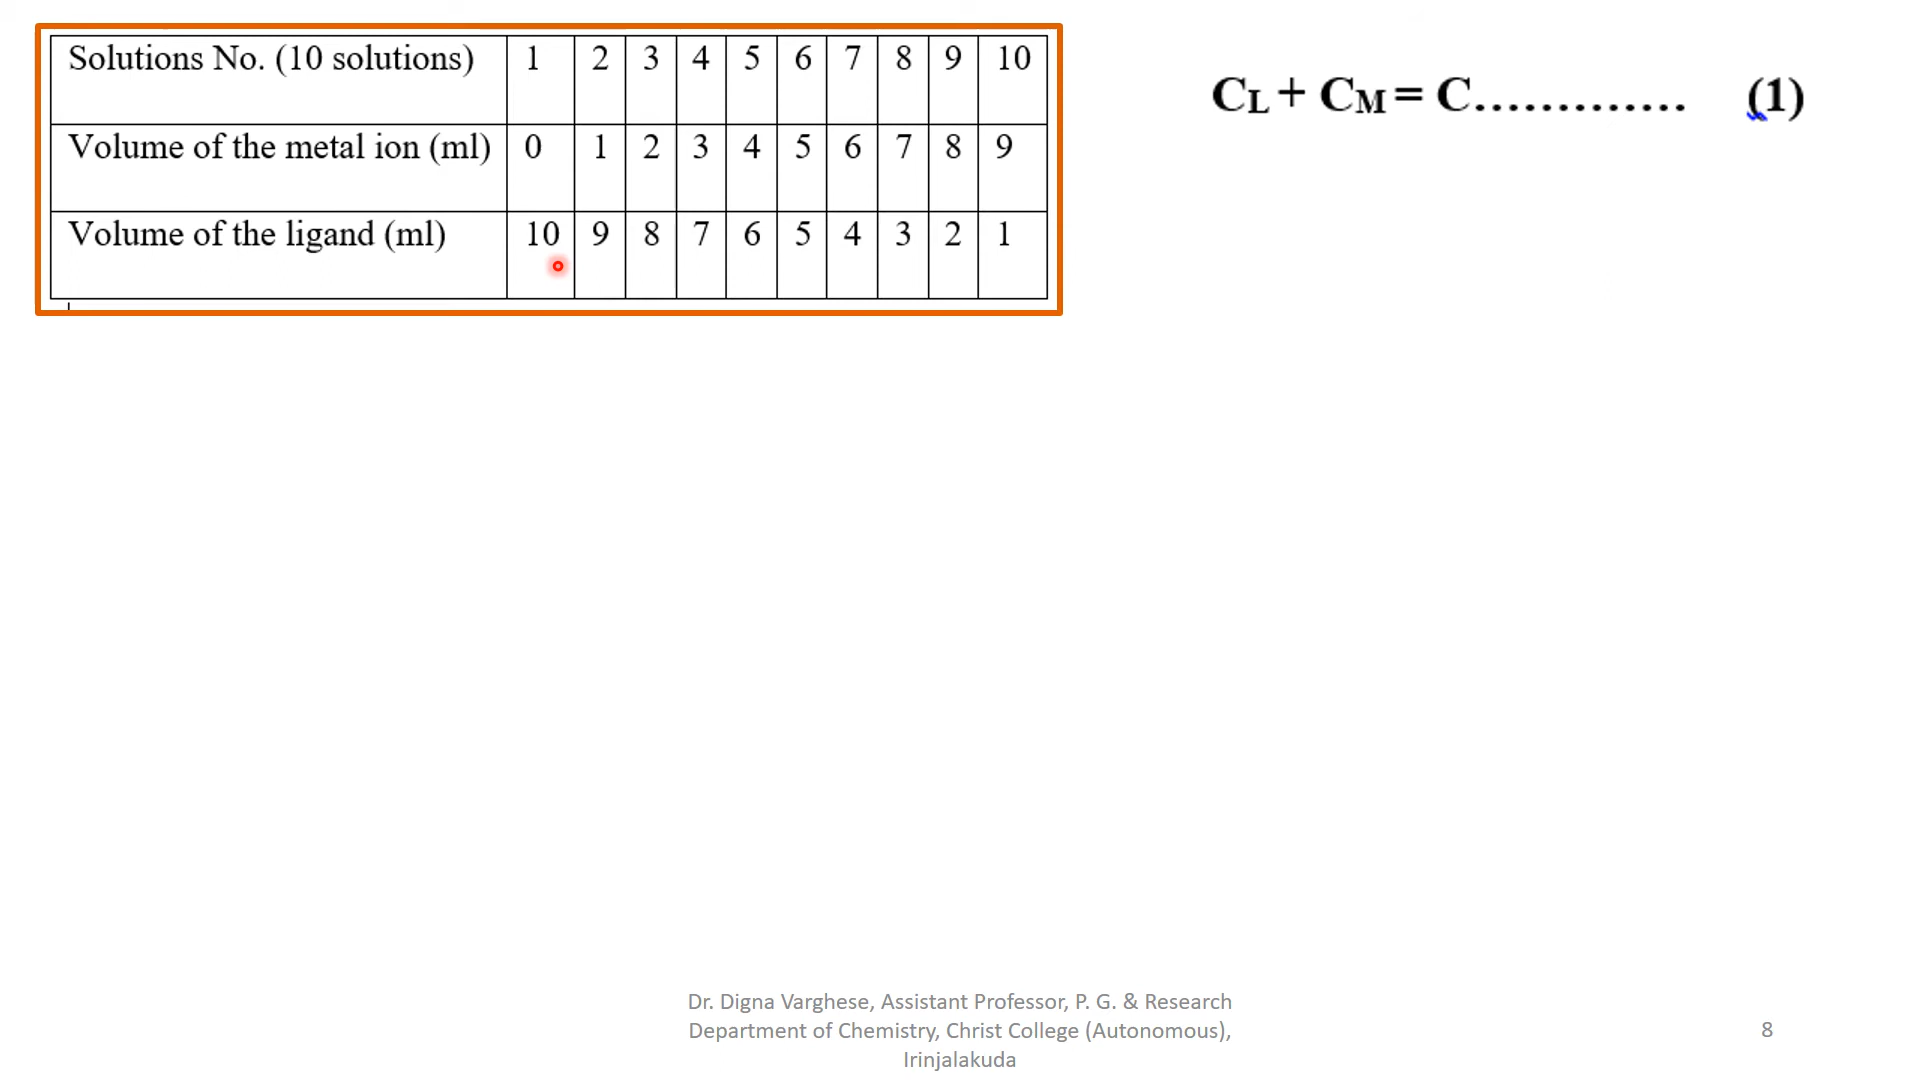 Solutions No. (10 solutions) 1 2 3 4 5 6 7 8 9 10
Volume of the metal ion (ml) 0 1 2 3 4 5 6 7 8 9
Volume of the ligand (ml) 10 9 8 7 6 5 4 3 2 1
CL + CM = C............. (1)
Dr. Digna Varghese, Assistant Professor, P. G. & Research
Department of Chemistry, Christ College (Autonomous),
Irinjalakuda
8